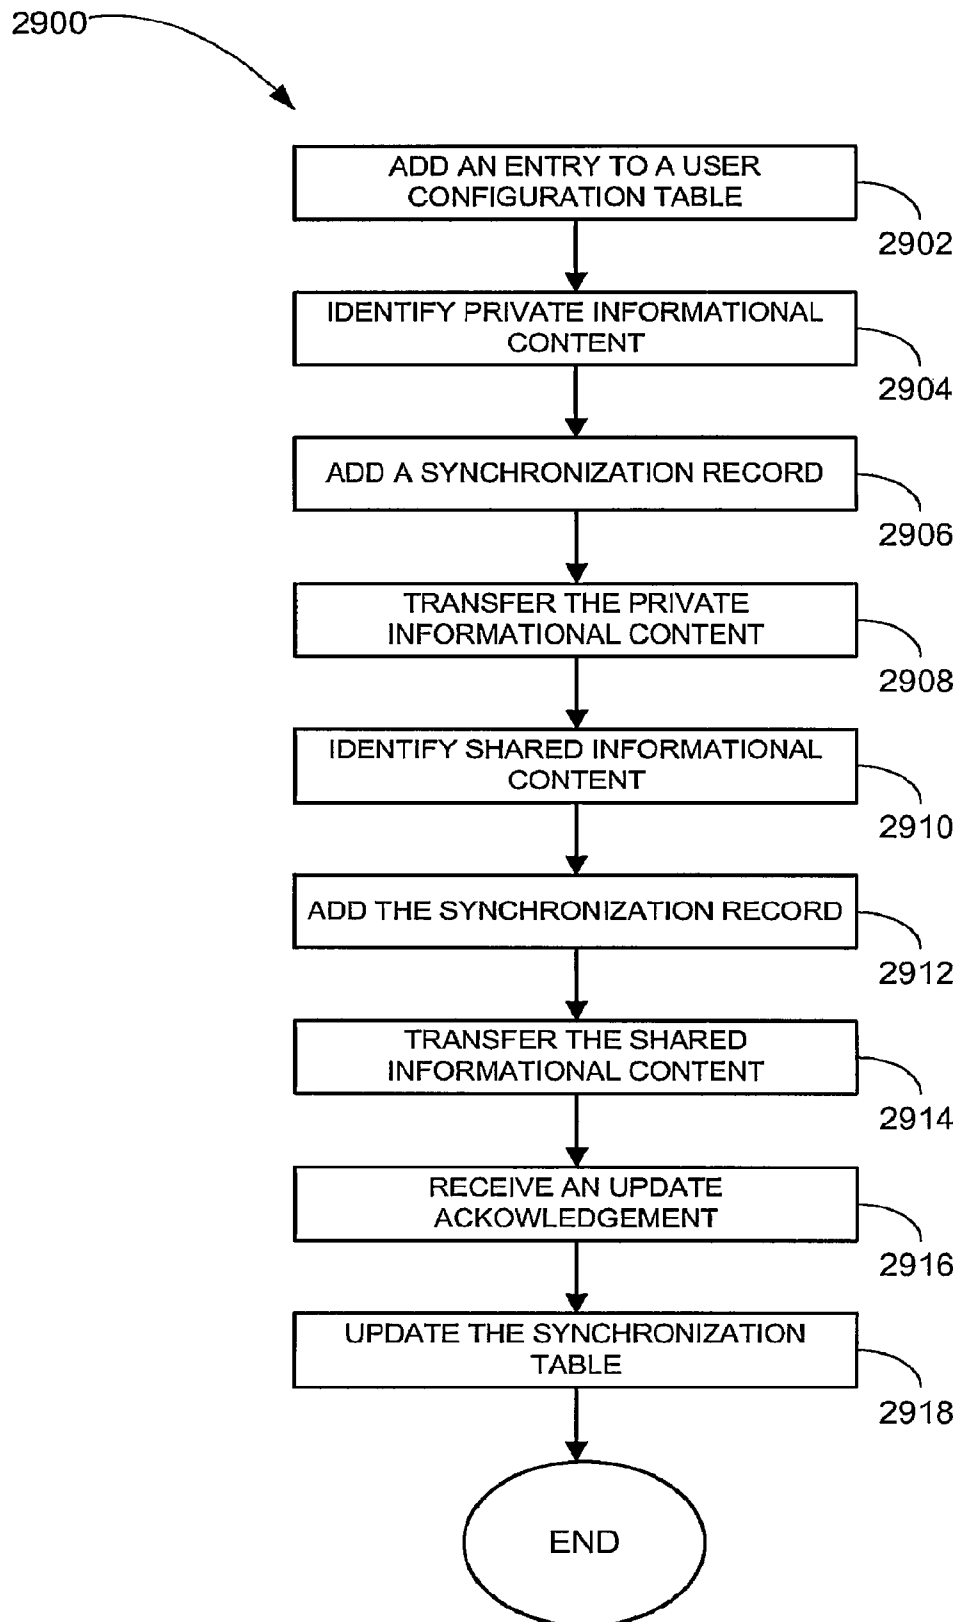 2900
ADD AN ENTRY TO A USER
CONFIGURATION TABLE
2902
IDENTIFY PRIVATE INFORMATIONAL
CONTENT
2904
ADD A SYNCHRONIZATION RECORD
2906
TRANSFER THE PRIVATE
INFORMATIONAL CONTENT
2908
IDENTIFY SHARED INFORMATIONAL
CONTENT
2910
ADD THE SYNCHRONIZATION RECORD
2912
TRANSFER THE SHARED
INFORMATIONAL CONTENT
2914
RECEIVE AN UPDATE
ACKOWLEDGEMENT
2916
UPDATE THE SYNCHRONIZATION
TABLE
2918
END